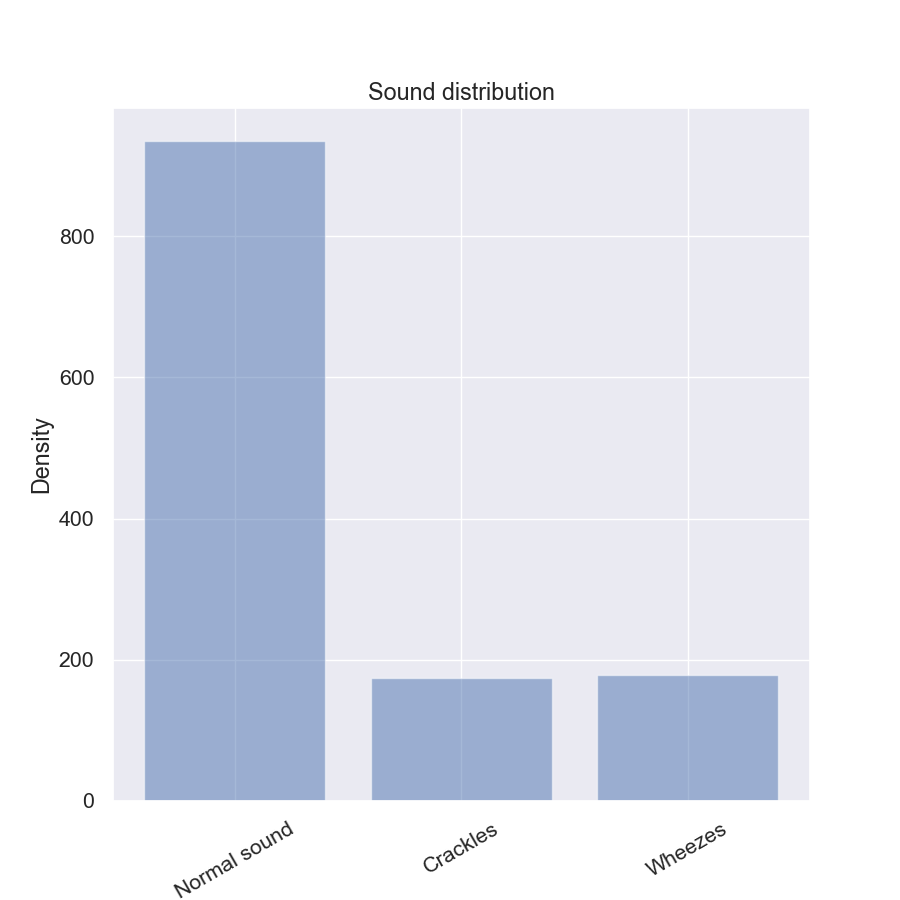 Sound distribution
Density
800
600
400
200
0
Normal sound
Crackles
Wheezes